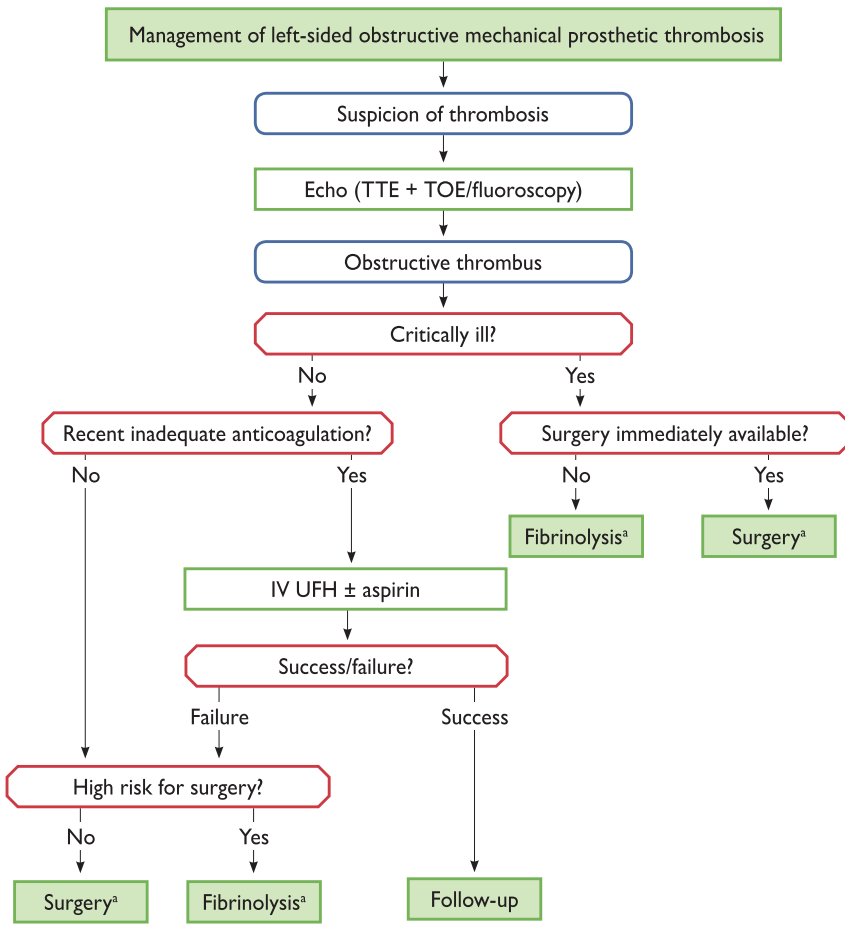 Management of left-sided obstructive mechanical prosthetic thrombosis
Suspicion of thrombosis
Echo (TTE + TOE/fluoroscopy)
Obstructive thrombus
Critically ill?
No
Yes
Recent inadequate anticoagulation?
Surgery immediately available?
No
Yes
No
Yes
Fibrinolysisᵃ
Surgeryᵃ
IV UFH ± aspirin
Success/failure?
Failure
Success
High risk for surgery?
No
Yes
Surgeryᵃ
Fibrinolysisᵃ
Follow-up